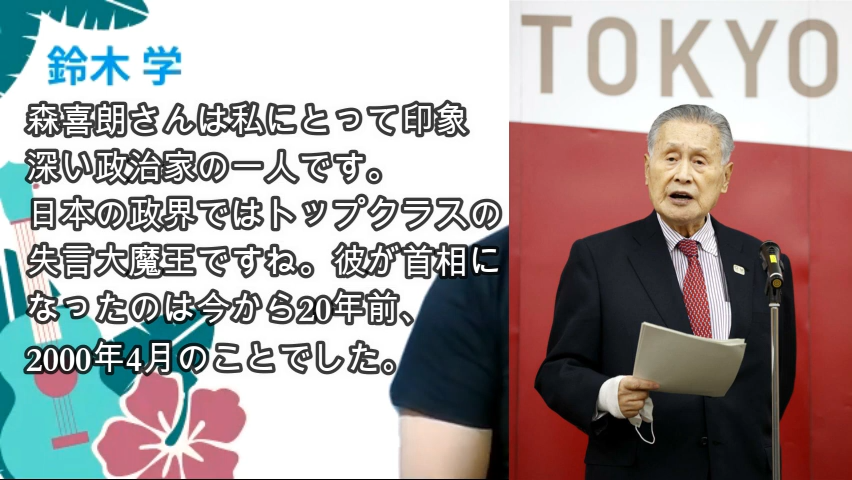 鈴木 学
森喜朗さんは私にとって印象
深い政治家の一人です。
日本の政界ではトップクラスの
失言大魔王ですね。彼が首相に
なったのは今から20年前、
2000年4月のことでした。
TOKYO